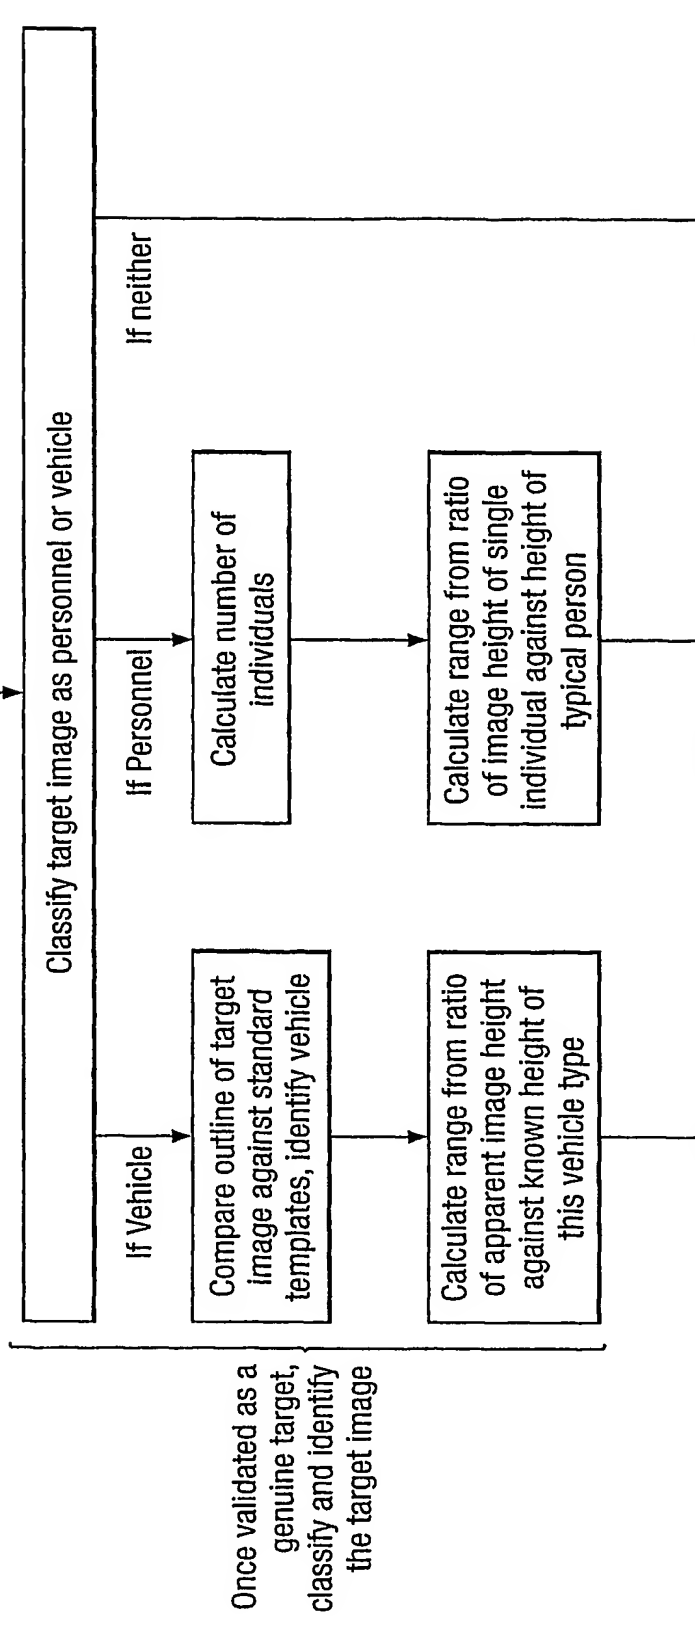 Classify target image as personnel or vehicle
If Vehicle
If Personnel
If neither
Once validated as a
genuine target,
classify and identify
the target image
Compare outline of target
image against standard
templates, identify vehicle
Calculate number of
individuals
Calculate range from ratio
of apparent image height
against known height of
this vehicle type
Calculate range from ratio
of image height of single
individual against height of
typical person